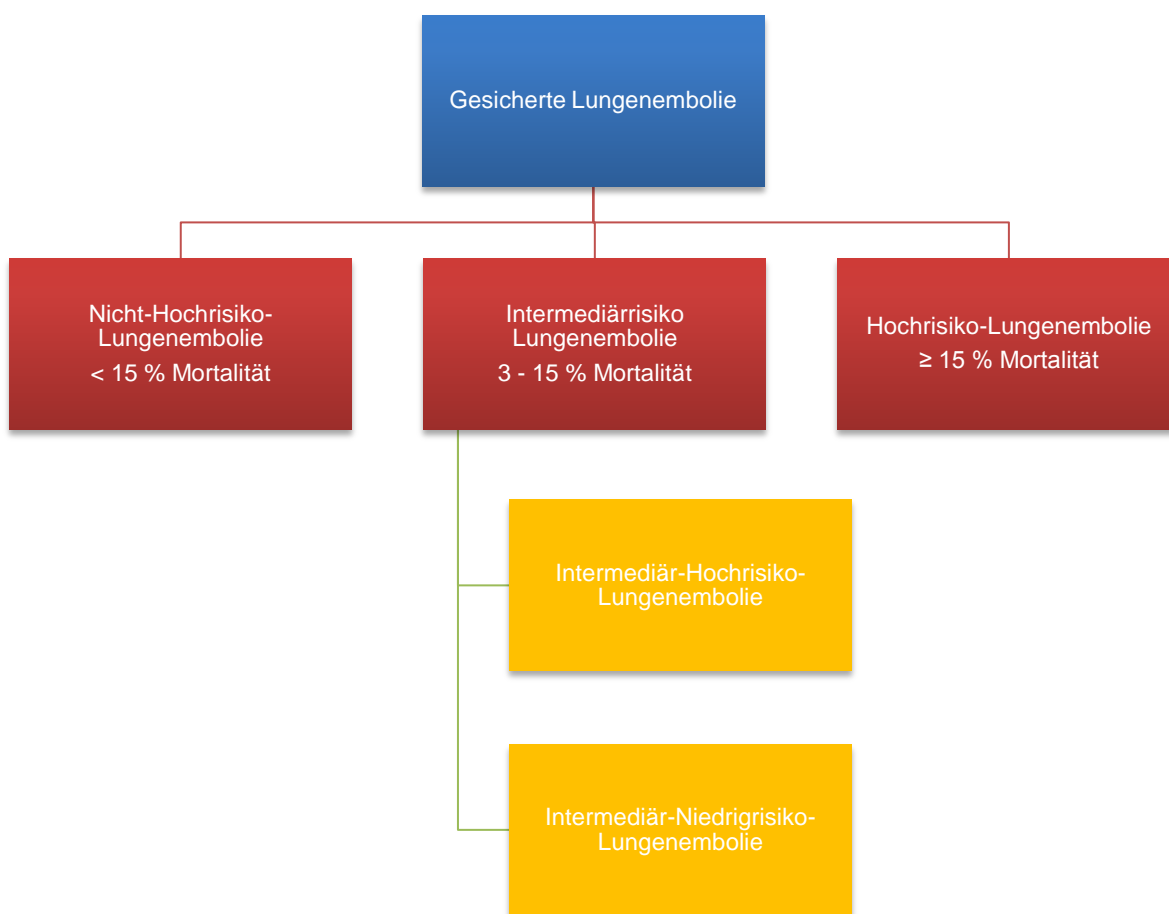 Gesicherte Lungenembolie
Nicht-Hochrisiko-
Lungenembolie
< 15 % Mortalität
Intermediärrisiko
Lungenembolie
3 - 15 % Mortalität
Hochrisiko-Lungenembolie
≥ 15 % Mortalität
Intermediär-Hochrisiko-
Lungenembolie
Intermediär-Niedrigrisiko-
Lungenembolie